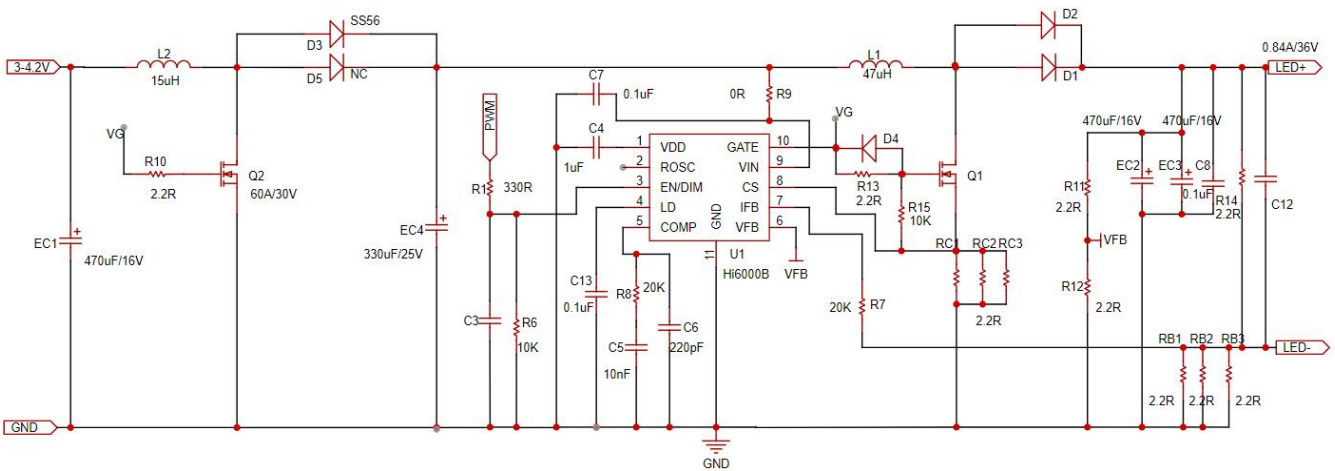 SS56
D2
L2
D3
0.84A/36V
3-4.2V
15uH
D5
NC
L1
47uH
D1
LED+
C7
0.1uF
0R
R9
VG
PWM
VG
C4
1uF
D4
470uF/16V
470uF/16V
R10
2.2R
Q2
60A/30V
1
VDD
GATE
10
2
ROSC
VIN
9
3
EN/DIM
CS
8
4
LD
IFB
7
5
COMP
VFB
6
GND
11
U1
Hi6000B
VFB
R1
330R
R13
2.2R
Q1
R15
10K
R11
2.2R
EC2
EC3
C8
0.1uF
R14
2.2R
C12
EC1
470uF/16V
EC4
330uF/25V
RC1
RC2
RC3
2.2R
VFB
R12
2.2R
C13
0.1uF
R8
20K
20K
R7
C3
R6
10K
C5
10nF
C6
220pF
RB1
RB2
RB3
LED-
2.2R
2.2R
2.2R
GND
GND